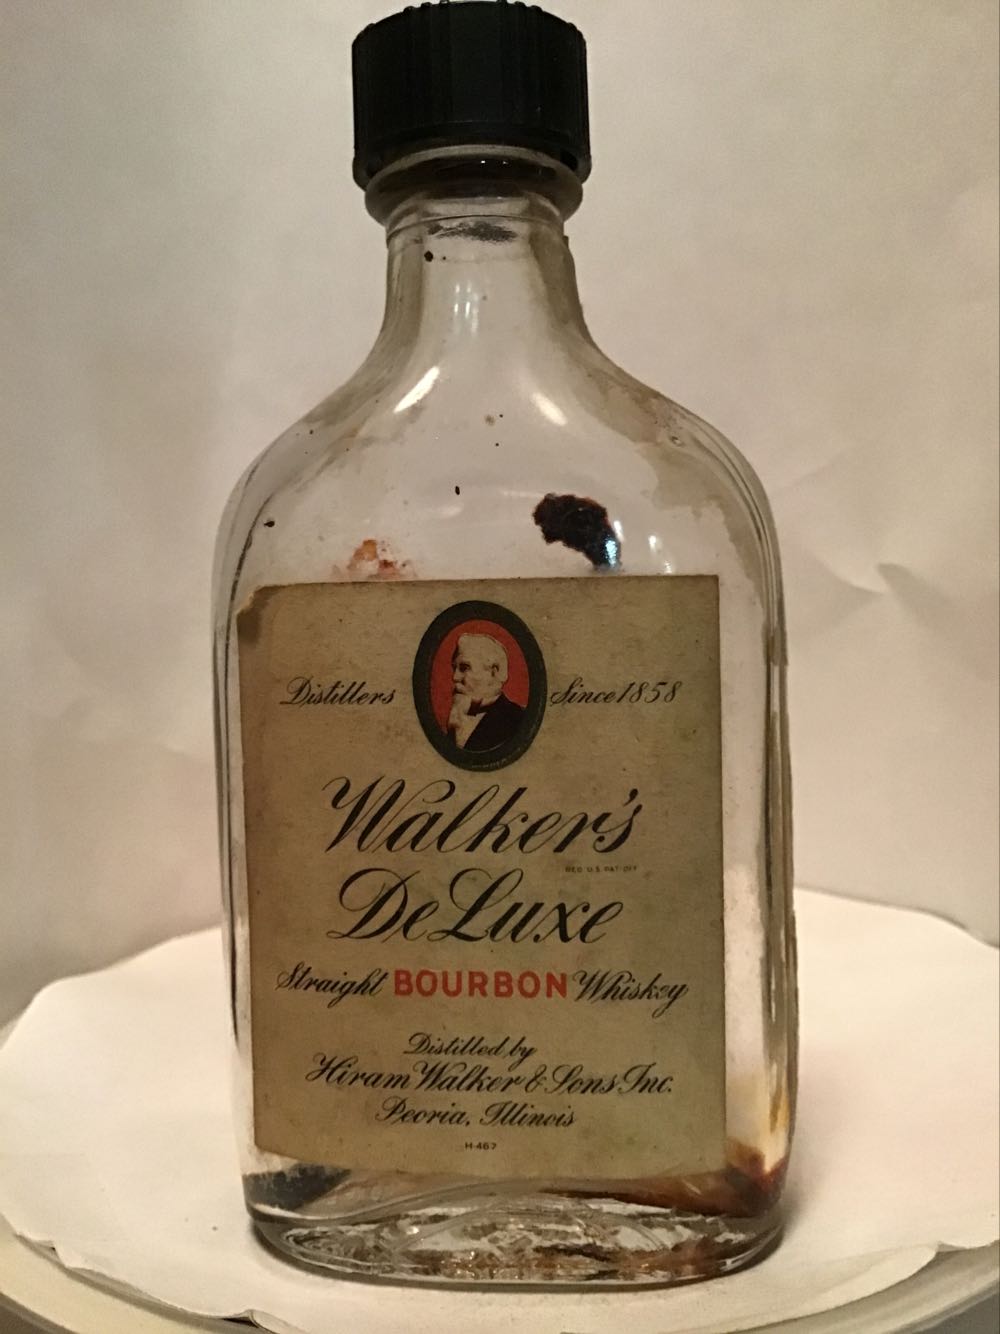 Distillers Since 1858
Walker's
REG. U.S. PAT. OFF.
DeLuxe
Straight BOURBON Whiskey
Distilled by
Hiram Walker & Sons Inc.
Peoria, Illinois
H-467